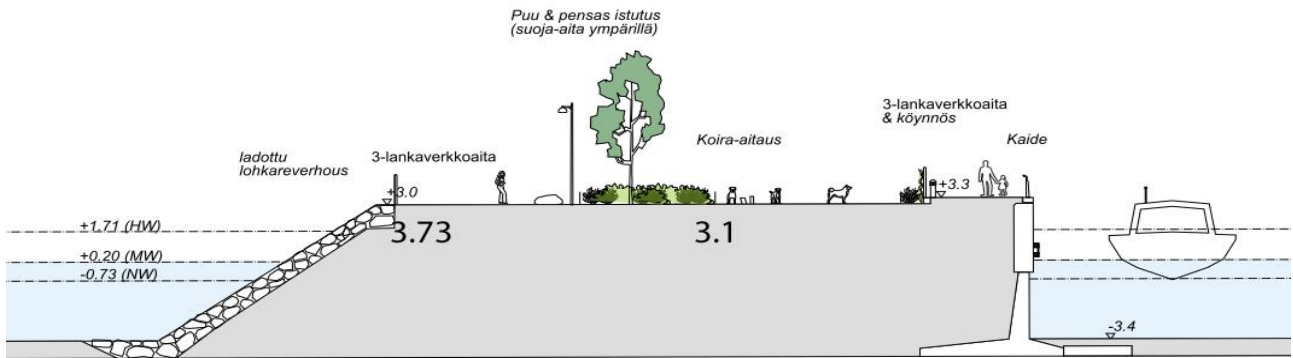 Puu & pensas istutus
(suoja-aita ympärillä)
3-lankaverkkoaita
& köynnös
Kaide
Koira-aitaus
ladottu
lohkareverhous
3-lankaverkkoaita
+3.0
+3.3
3.73
3.1
+1.71 (HW)
+0.20 (MW)
-0.73 (NW)
-3.4